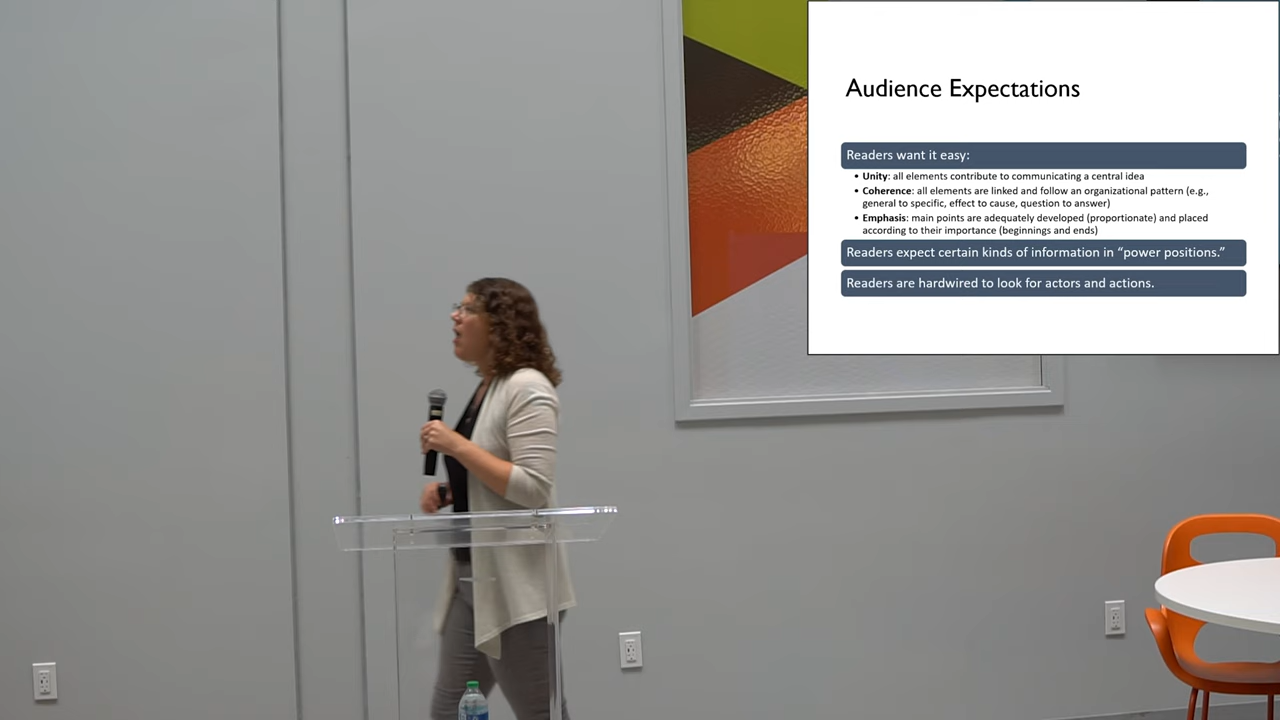 Audience Expectations
Readers want it easy:
• Unity: all elements contribute to communicating a central idea
• Coherence: all elements are linked and follow an organizational pattern (e.g.,
general to specific, effect to cause, question to answer)
• Emphasis: main points are adequately developed (proportionate) and placed
according to their importance (beginnings and ends)
Readers expect certain kinds of information in “power positions.”
Readers are hardwired to look for actors and actions.